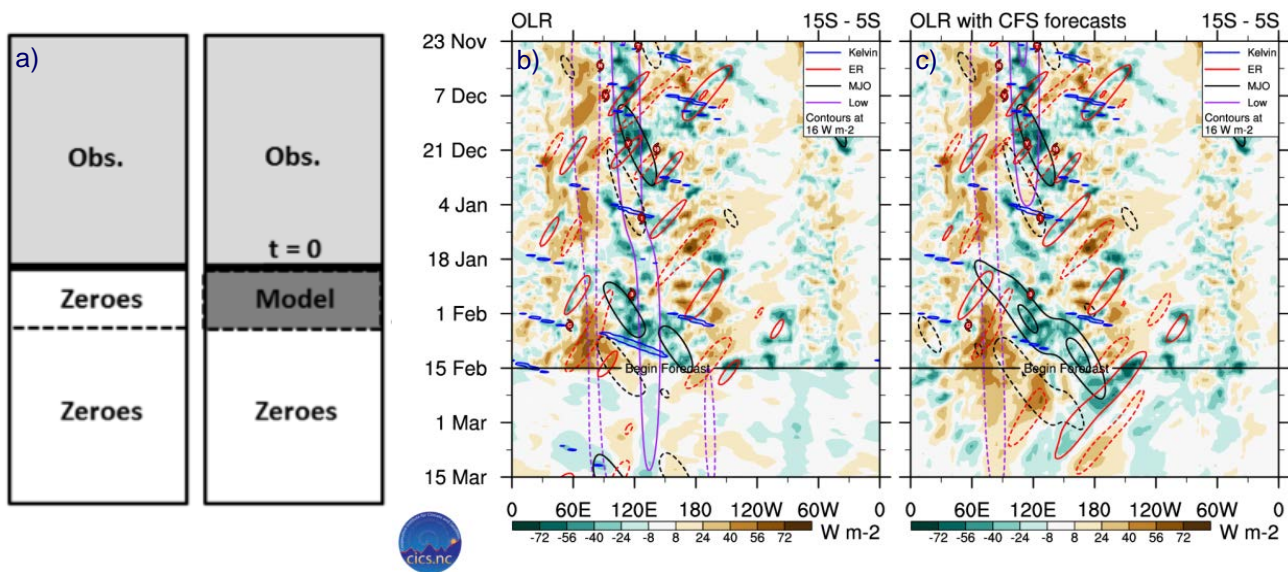 a)
Obs.
Zeroes
Zeroes
Obs.
t = 0
Model
Zeroes
cics.nc
OLR 15S - 5S
b)
Kelvin
ER
MJO
Low
Contours at
16 W m-2
23 Nov
7 Dec
21 Dec
4 Jan
18 Jan
1 Feb
15 Feb
1 Mar
15 Mar
Begin Forecast
0 60E 120E 180 120W 60W 0
-72 -56 -40 -24 -8 8 24 40 56 72
W m-2
OLR with CFS forecasts 15S - 5S
c)
Kelvin
ER
MJO
Low
Contours at
16 W m-2
Begin Forecast
0 60E 120E 180 120W 60W 0
-72 -56 -40 -24 -8 8 24 40 56 72
W m-2